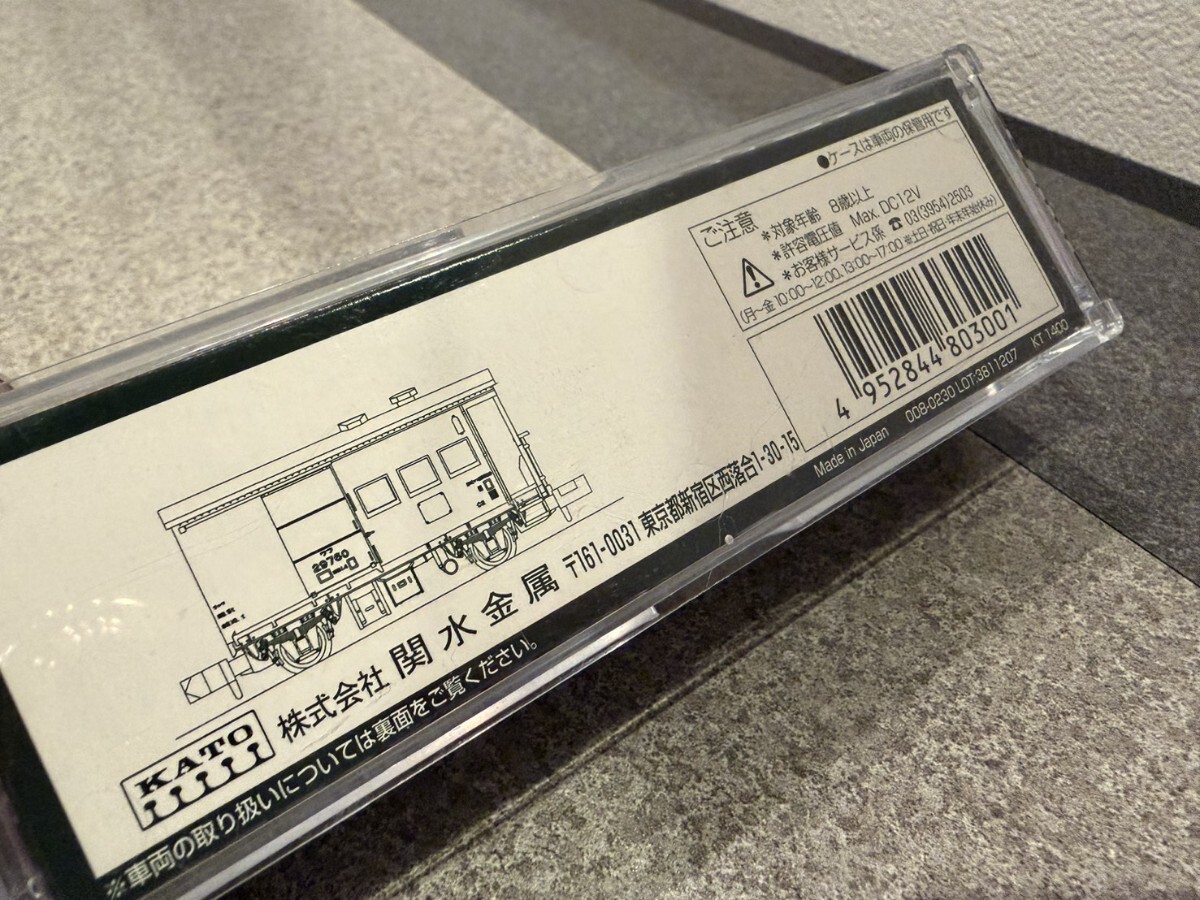 ●ケースは車両の保管用です
ご注意
*対象年齢 8歳以上
*許容電圧値 Max. DC12V
*お客様サービス係 ☎ 03(3954)2503
(月〜金 10:00〜12:00, 13:00〜17:00 ※土日・祝日・年末年始休み)
4 952844 803001
Made in Japan 008-0230 LOT:3811207 KT 1400
ワフ
29760
KATO
株式会社 関水金属 〒161-0031 東京都新宿区西落合1-30-15
※車両の取り扱いについては裏面をご覧ください。